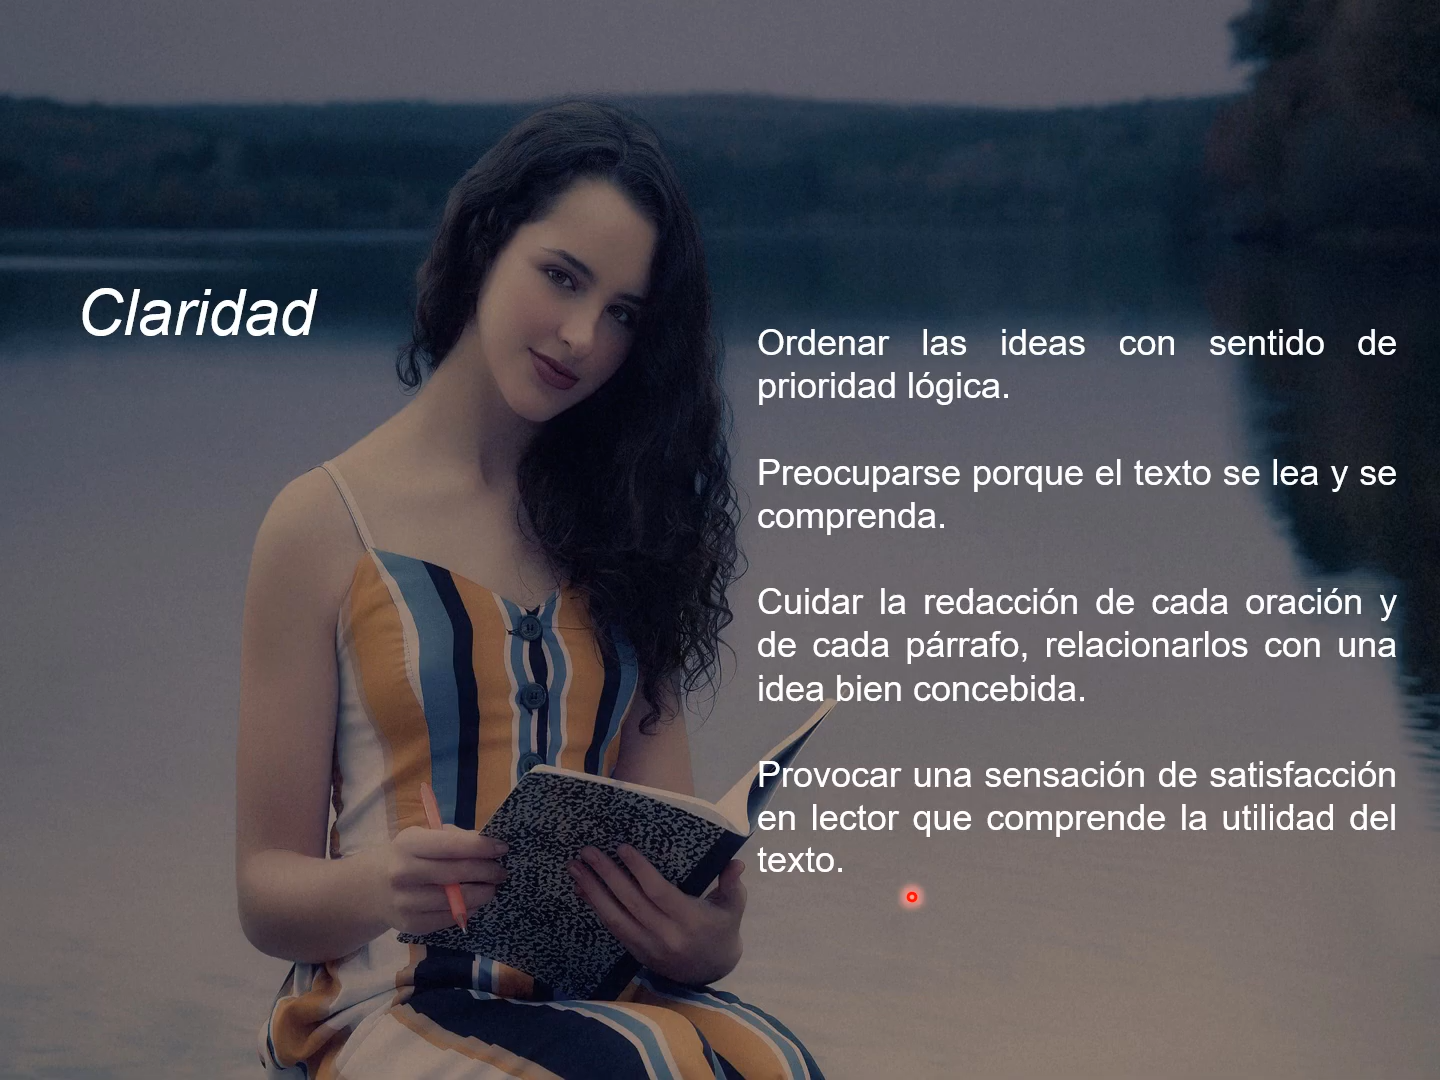 Claridad
Ordenar las ideas con sentido de
prioridad lógica.
Preocuparse porque el texto se lea y se
comprenda.
Cuidar la redacción de cada oración y
de cada párrafo, relacionarlos con una
idea bien concebida.
Provocar una sensación de satisfacción
en lector que comprende la utilidad del
texto.